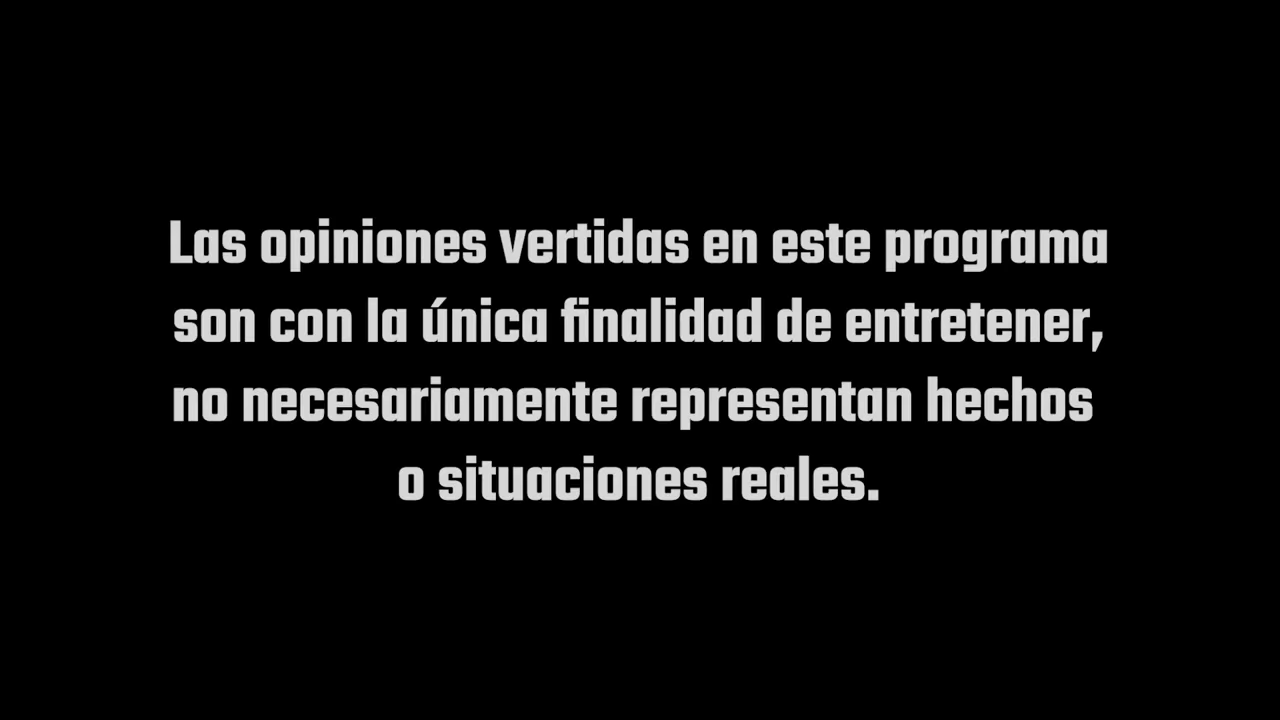 Las opiniones vertidas en este programa
son con la única finalidad de entretener,
no necesariamente representan hechos
o situaciones reales.